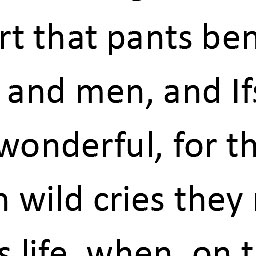 rt that pants ben
and men, and Ifs
wonderful, for th
n wild cries they
s life, when, on t